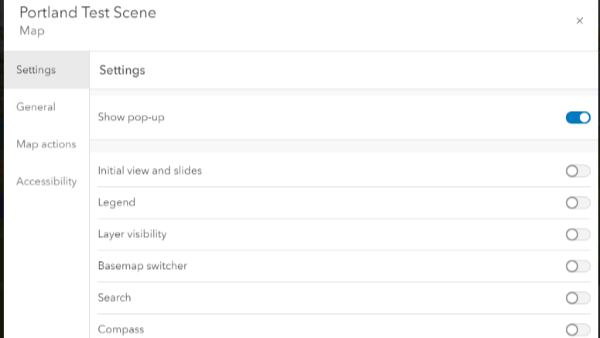 Portland Test Scene
Map
Settings
General
Map actions
Accessibility
Settings
Show pop-up
Initial view and slides
Legend
Layer visibility
Basemap switcher
Search
Compass